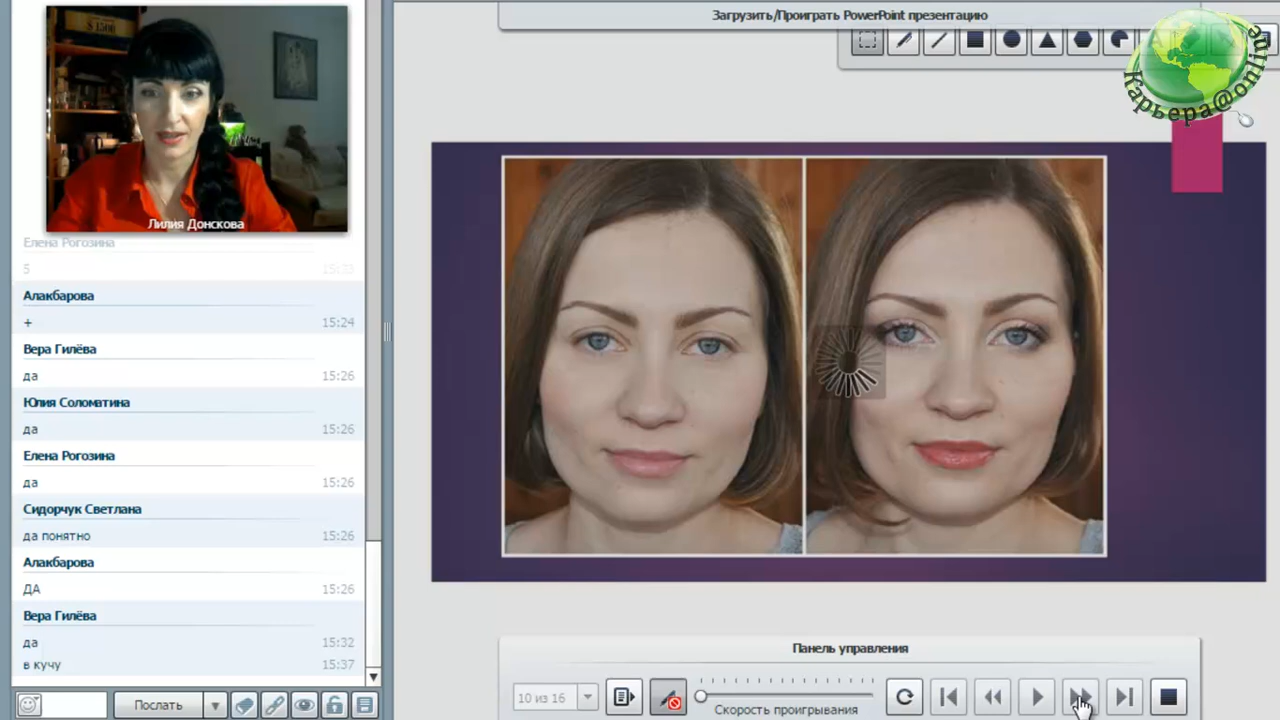 $ 1500
Лилия Донскова
Елена Рогозина
5 15:23
Алакбарова
+ 15:24
Вера Гилёва
да 15:26
Юлия Соломатина
да 15:26
Елена Рогозина
да 15:26
Сидорчук Светлана
да понятно 15:26
Алакбарова
ДА 15:26
Вера Гилёва
да 15:32
в кучу 15:37
Послать
Загрузить/Проиграть PowerPoint презентацию
Карьера@online
Панель управления
10 из 16
Скорость проигрывания